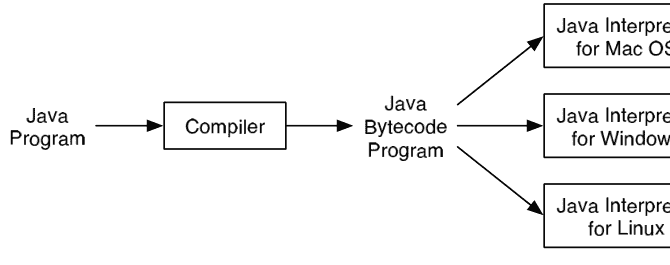 Java
Program
Compiler
Java
Bytecode
Program
Java Interpre
for Mac OS
Java Interpre
for Window
Java Interpre
for Linux